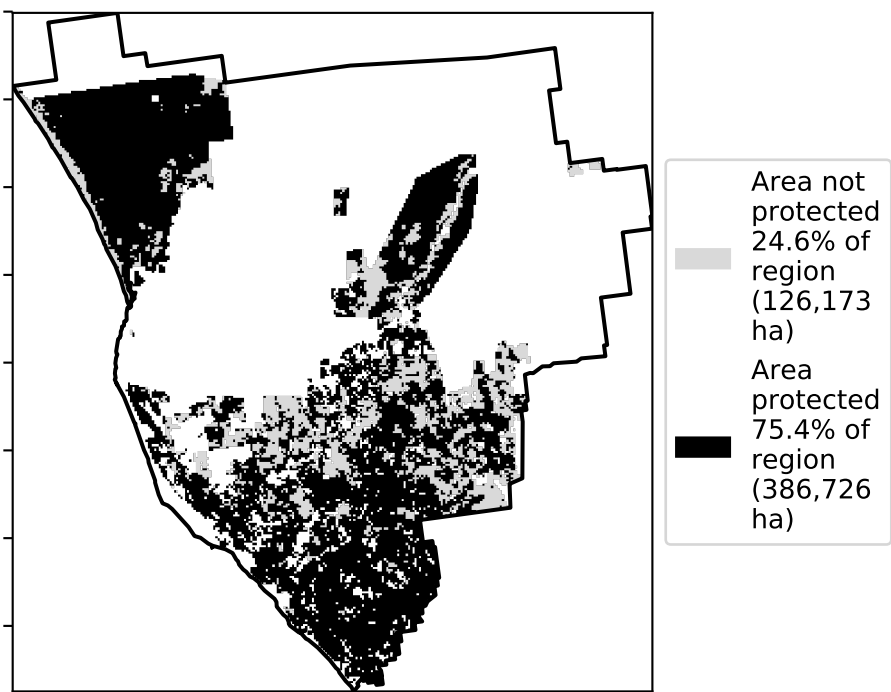 Area not
protected
24.6% of
region
(126,173
ha)
Area
protected
75.4% of
region
(386,726
ha)